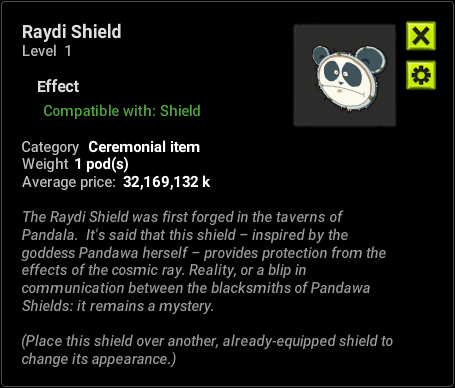 Raydi Shield
Level 1
Effect
Compatible with: Shield
Category Ceremonial item
Weight 1 pod(s)
Average price: 32,169,132 k
The Raydi Shield was first forged in the taverns of
Pandala. It's said that this shield – inspired by the
goddess Pandawa herself – provides protection from the
effects of the cosmic ray. Reality, or a blip in
communication between the blacksmiths of Pandawa
Shields: it remains a mystery.
(Place this shield over another, already-equipped shield to
change its appearance.)